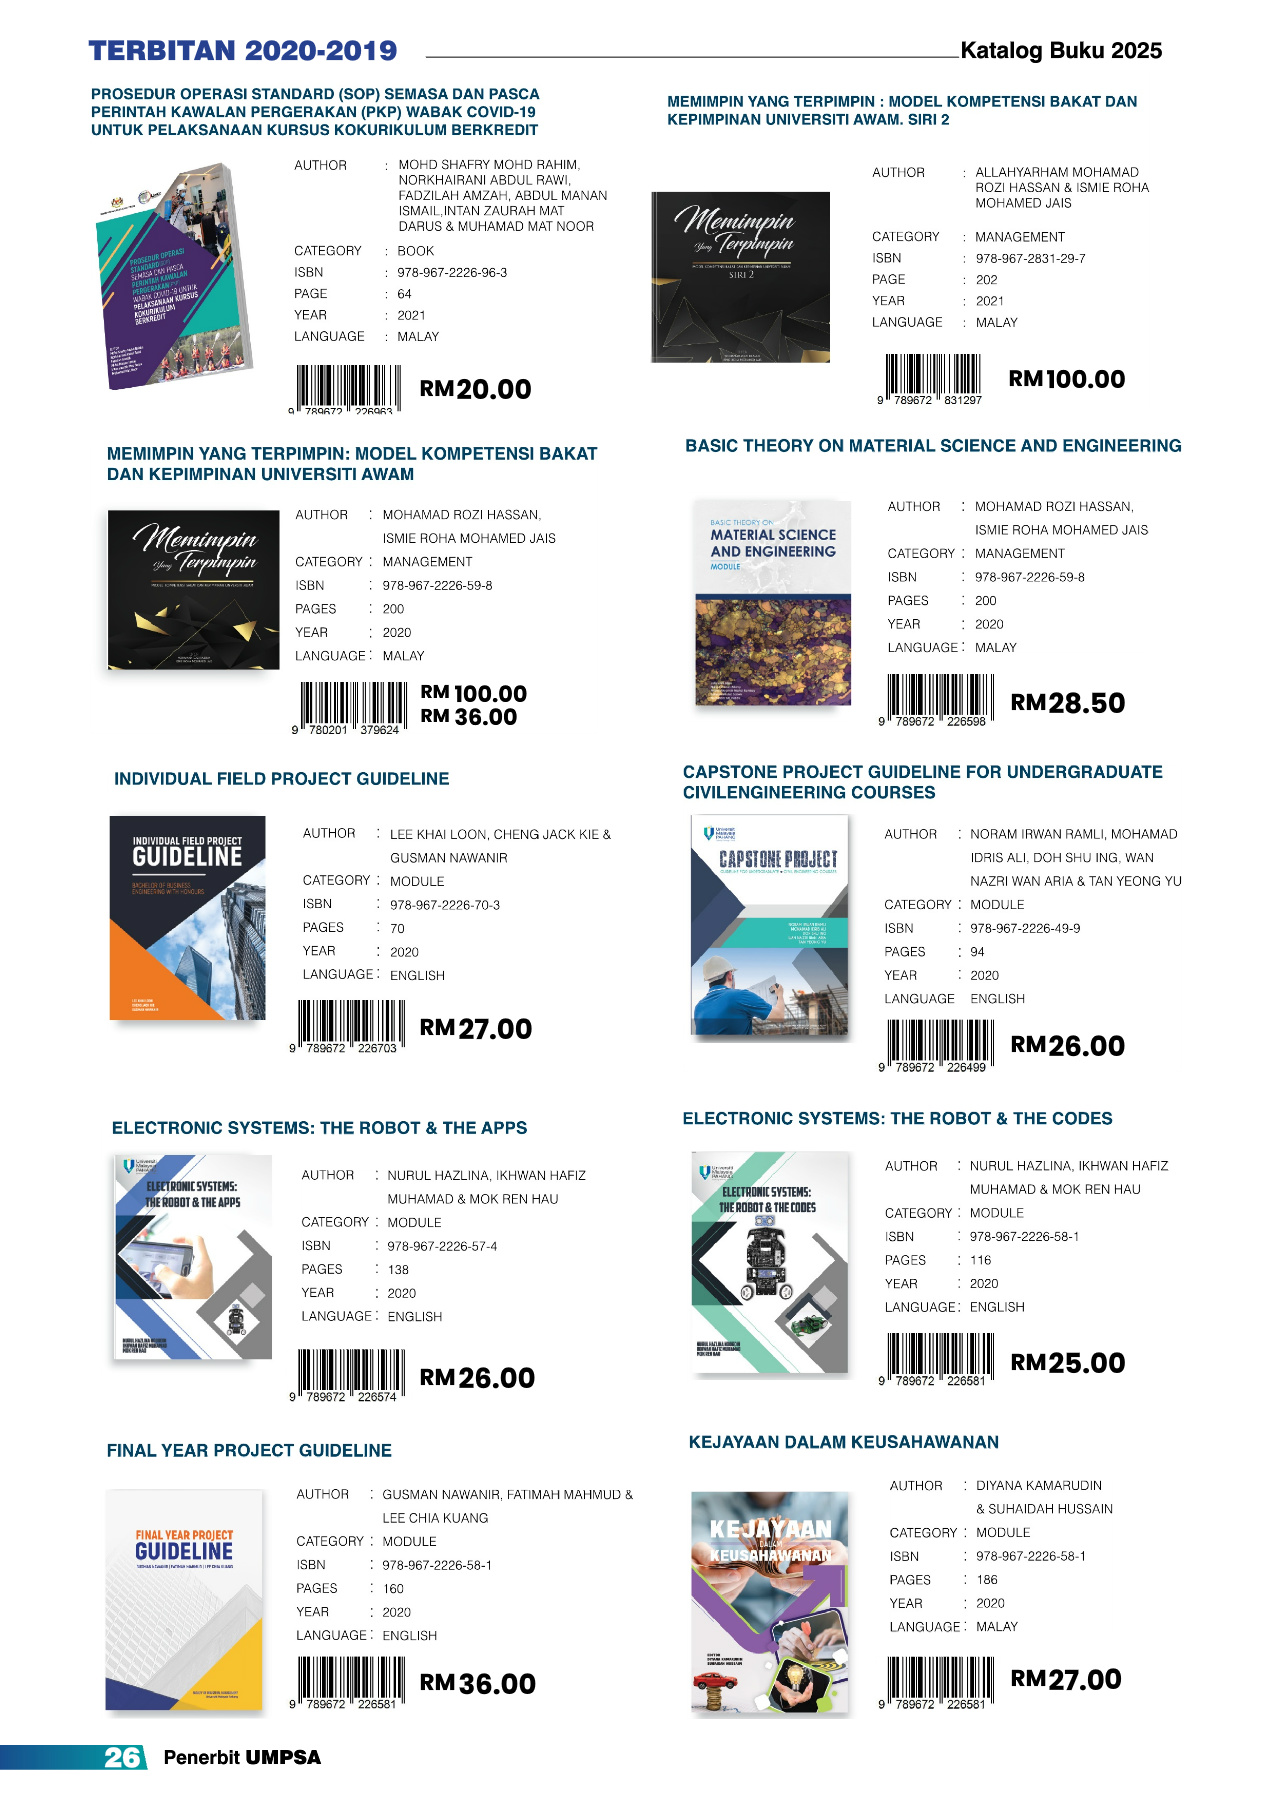 TERBITAN 2020-2019
Katalog Buku 2025
PROSEDUR OPERASI STANDARD (SOP) SEMASA DAN PASCA
PERINTAH KAWALAN PERGERAKAN (PKP) WABAK COVID-19
UNTUK PELAKSANAAN KURSUS KOKURIKULUM BERKREDIT
PROSEDUR OPERASI
STANDARD (SOP)
SEMASA DAN PASCA
PERINTAH KAWALAN
PERGERAKAN (PKP)
WABAK COVID-19 UNTUK
PELAKSANAAN KURSUS
KOKURIKULUM
BERKREDIT
AUTHOR : MOHD SHAFRY MOHD RAHIM,
NORKHAIRANI ABDUL RAWI,
FADZILAH AMZAH, ABDUL MANAN
ISMAIL,INTAN ZAURAH MAT
DARUS & MUHAMAD MAT NOOR
CATEGORY : BOOK
ISBN : 978-967-2226-96-3
PAGE : 64
YEAR : 2021
LANGUAGE : MALAY
9 789672 226963
RM20.00
MEMIMPIN YANG TERPIMPIN : MODEL KOMPETENSI BAKAT DAN
KEPIMPINAN UNIVERSITI AWAM. SIRI 2
Memimpin
Yang Terpimpin
SIRI 2
AUTHOR : ALLAHYARHAM MOHAMAD
ROZI HASSAN & ISMIE ROHA
MOHAMED JAIS
CATEGORY : MANAGEMENT
ISBN : 978-967-2831-29-7
PAGE : 202
YEAR : 2021
LANGUAGE : MALAY
9 789672 831297
RM100.00
MEMIMPIN YANG TERPIMPIN: MODEL KOMPETENSI BAKAT
DAN KEPIMPINAN UNIVERSITI AWAM
Memimpin
Yang Terpimpin
AUTHOR : MOHAMAD ROZI HASSAN,
ISMIE ROHA MOHAMED JAIS
CATEGORY : MANAGEMENT
ISBN : 978-967-2226-59-8
PAGES : 200
YEAR : 2020
LANGUAGE : MALAY
9 780201 379624
RM 100.00
RM 36.00
BASIC THEORY ON MATERIAL SCIENCE AND ENGINEERING
BASIC THEORY ON
MATERIAL SCIENCE
AND ENGINEERING
MODULE
AUTHOR : MOHAMAD ROZI HASSAN,
ISMIE ROHA MOHAMED JAIS
CATEGORY : MANAGEMENT
ISBN : 978-967-2226-59-8
PAGES : 200
YEAR : 2020
LANGUAGE : MALAY
9 789672 226598
RM28.50
INDIVIDUAL FIELD PROJECT GUIDELINE
INDIVIDUAL FIELD PROJECT
GUIDELINE
BACHELOR OF BUSINESS
ENGINEERING WITH HONOURS
AUTHOR : LEE KHAI LOON, CHENG JACK KIE &
GUSMAN NAWANIR
CATEGORY : MODULE
ISBN : 978-967-2226-70-3
PAGES : 70
YEAR : 2020
LANGUAGE : ENGLISH
9 789672 226703
RM27.00
CAPSTONE PROJECT GUIDELINE FOR UNDERGRADUATE
CIVILENGINEERING COURSES
Universiti
Malaysia
PAHANG
CAPSTONE PROJECT
AUTHOR : NORAM IRWAN RAMLI, MOHAMAD
IDRIS ALI, DOH SHU ING, WAN
NAZRI WAN ARIA & TAN YEONG YU
CATEGORY : MODULE
ISBN : 978-967-2226-49-9
PAGES : 94
YEAR : 2020
LANGUAGE ENGLISH
9 789672 226499
RM26.00
ELECTRONIC SYSTEMS: THE ROBOT & THE APPS
Universiti
Malaysia
PAHANG
ELECTRONIC SYSTEMS:
THE ROBOT & THE APPS
AUTHOR : NURUL HAZLINA, IKHWAN HAFIZ
MUHAMAD & MOK REN HAU
CATEGORY : MODULE
ISBN : 978-967-2226-57-4
PAGES : 138
YEAR : 2020
LANGUAGE : ENGLISH
9 789672 226574
RM26.00
ELECTRONIC SYSTEMS: THE ROBOT & THE CODES
Universiti
Malaysia
PAHANG
ELECTRONIC SYSTEMS:
THE ROBOT & THE CODES
AUTHOR : NURUL HAZLINA, IKHWAN HAFIZ
MUHAMAD & MOK REN HAU
CATEGORY : MODULE
ISBN : 978-967-2226-58-1
PAGES : 116
YEAR : 2020
LANGUAGE : ENGLISH
9 789672 226581
RM25.00
FINAL YEAR PROJECT GUIDELINE
FINAL YEAR PROJECT
GUIDELINE
AUTHOR : GUSMAN NAWANIR, FATIMAH MAHMUD &
LEE CHIA KUANG
CATEGORY : MODULE
ISBN : 978-967-2226-58-1
PAGES : 160
YEAR : 2020
LANGUAGE : ENGLISH
9 789672 226581
RM36.00
KEJAYAAN DALAM KEUSAHAWANAN
KEJAYAAN
DALAM
KEUSAHAWANAN
EDITOR
DIYANA KAMARUDIN
SUHAIDAH HUSSAIN
AUTHOR : DIYANA KAMARUDIN
& SUHAIDAH HUSSAIN
CATEGORY : MODULE
ISBN : 978-967-2226-58-1
PAGES : 186
YEAR : 2020
LANGUAGE : MALAY
9 789672 226581
RM27.00
26 Penerbit UMPSA